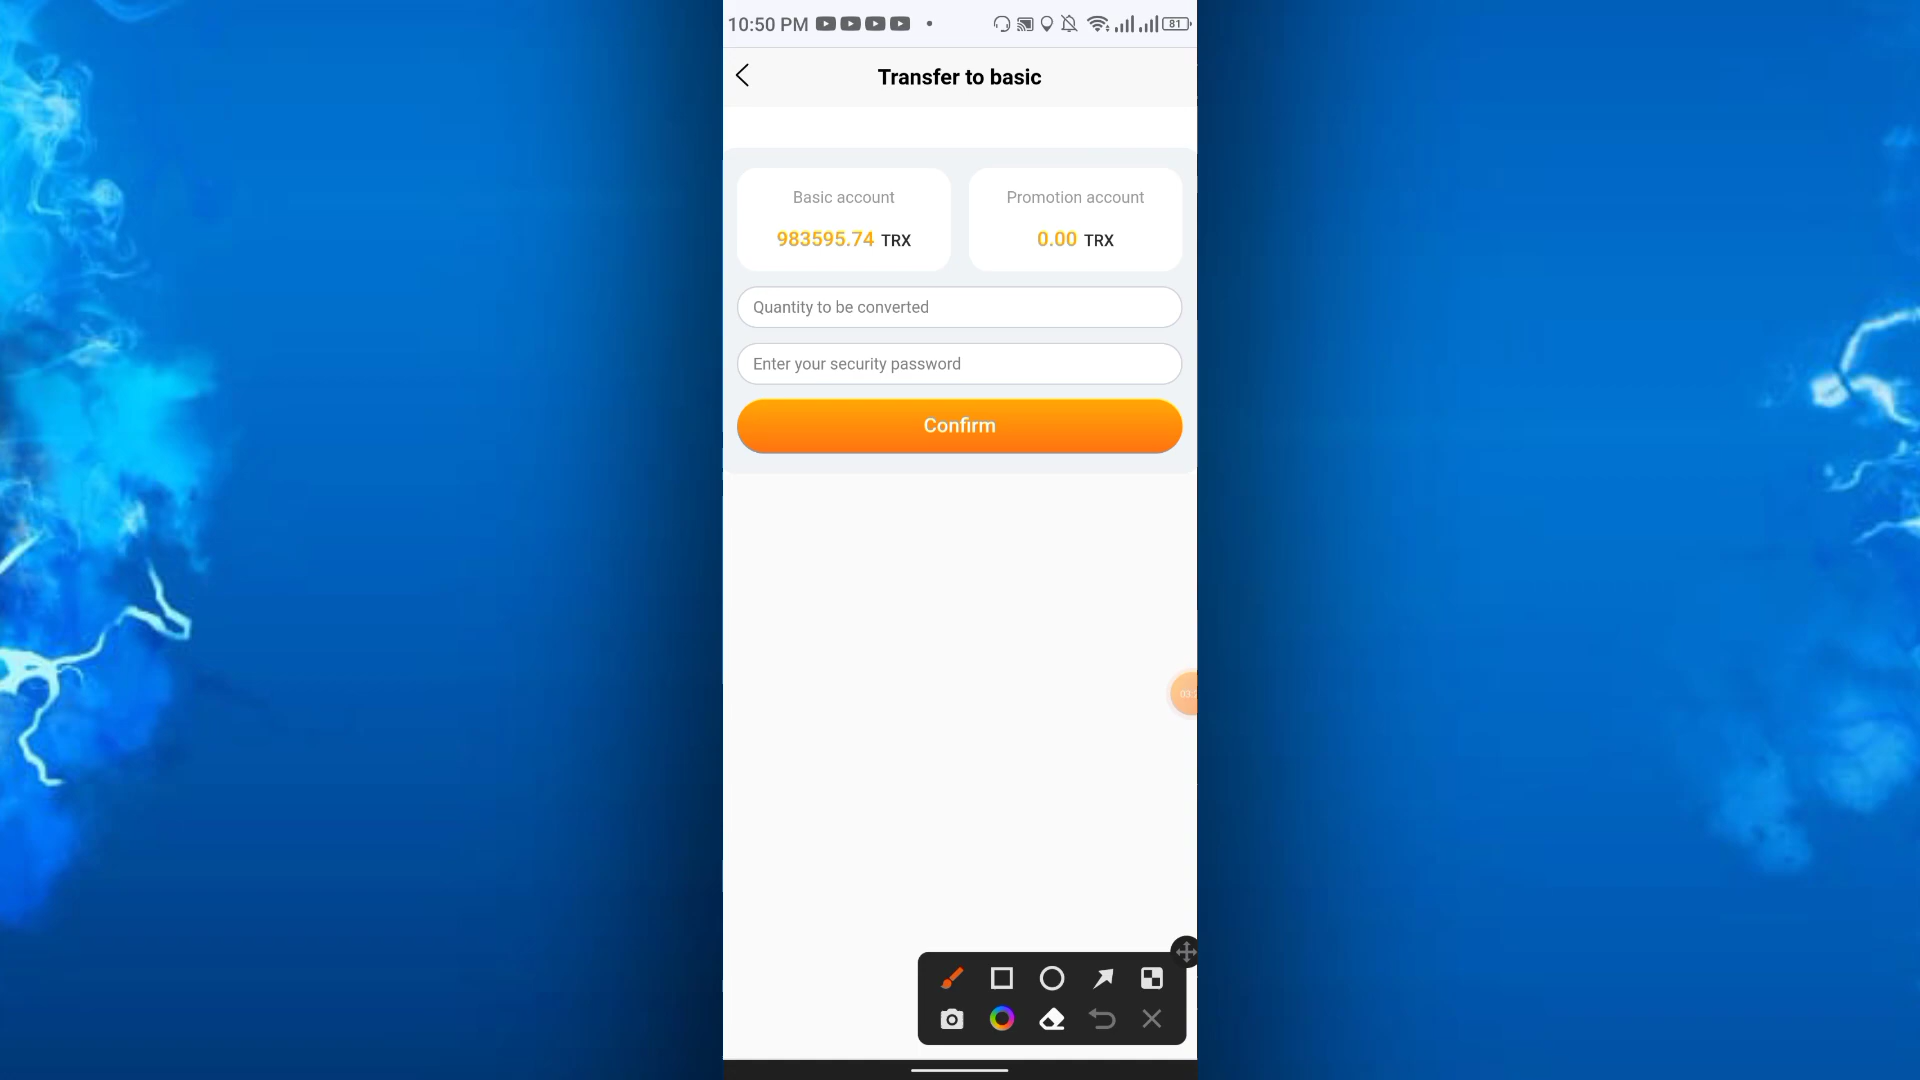 10:50 PM
81
Transfer to basic
Basic account
Promotion account
983595.74 TRX
0.00 TRX
Quantity to be converted
Enter your security password
Confirm